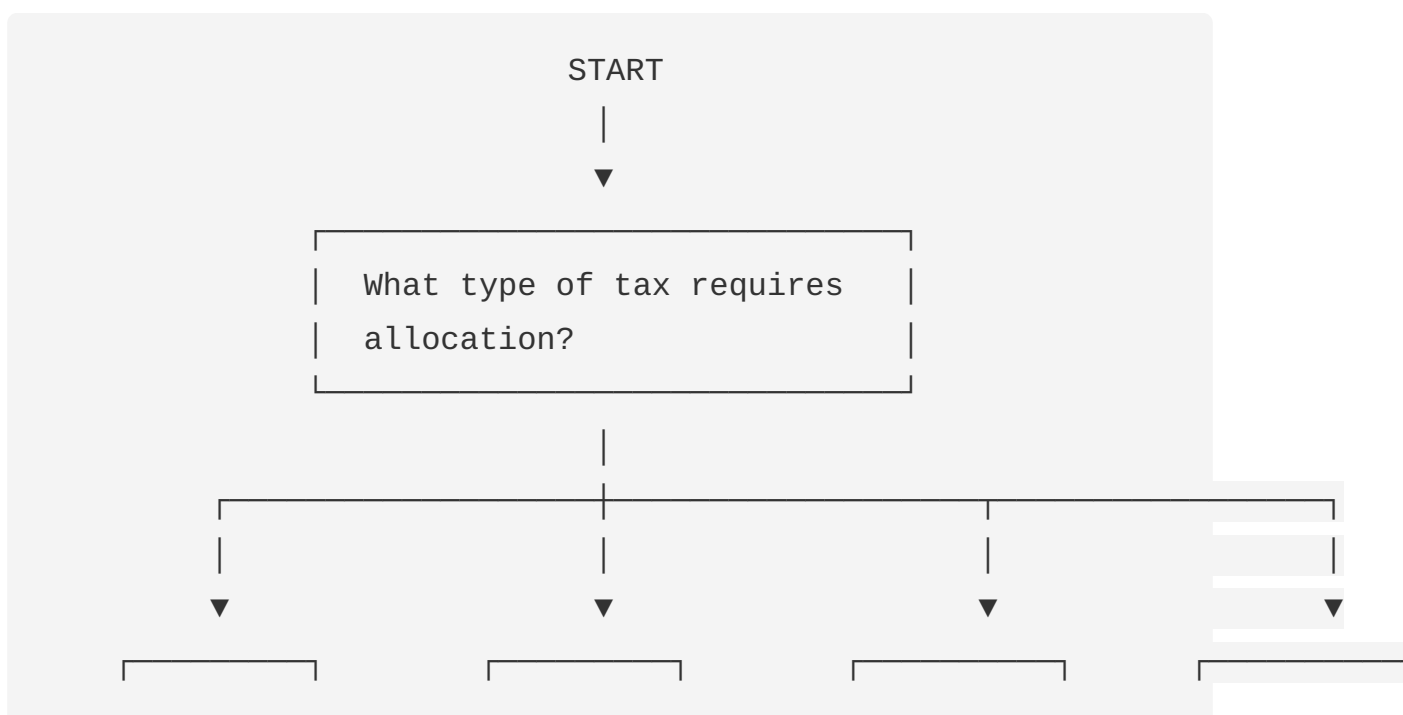 START
What type of tax requires
allocation?